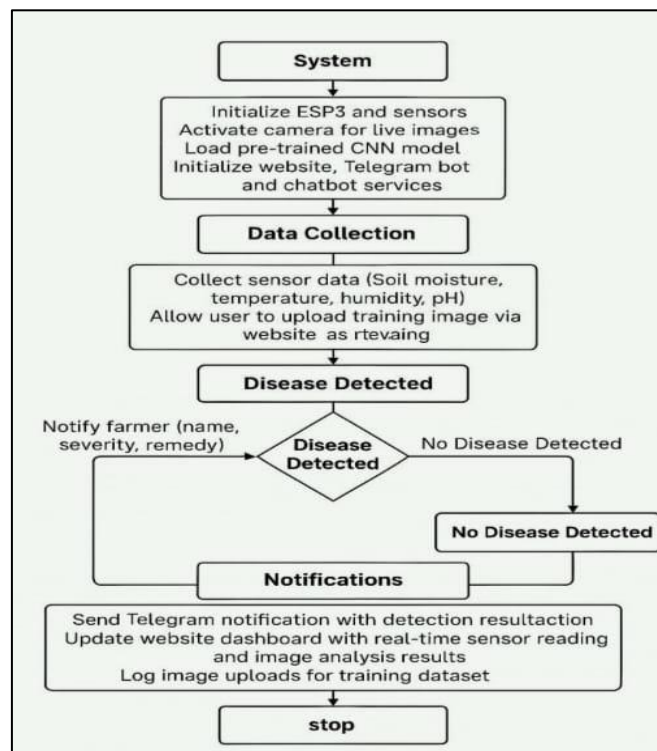 System
Initialize ESP3 and sensors
Activate camera for live images
Load pre-trained CNN model
Initialize website, Telegram bot
and chatbot services
Data Collection
Collect sensor data (Soil moisture,
temperature, humidity, pH)
Allow user to upload training image via
website as rtevaing
Disease Detected
Notify farmer (name,
severity, remedy)
Disease
Detected
No Disease Detected
No Disease Detected
Notifications
Send Telegram notification with detection resultaction
Update website dashboard with real-time sensor reading
and image analysis results
Log image uploads for training dataset
stop